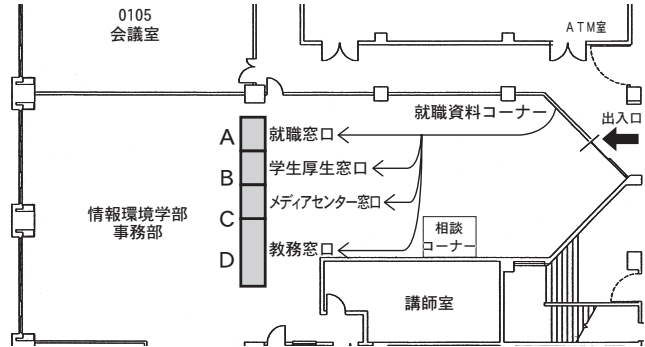 0105
会議室
ATM室
就職資料コーナー
出入口
A
就職窓口
B
学生厚生窓口
メディアセンター窓口
C
情報環境学部
事務部
相談
コーナー
D
教務窓口
講師室